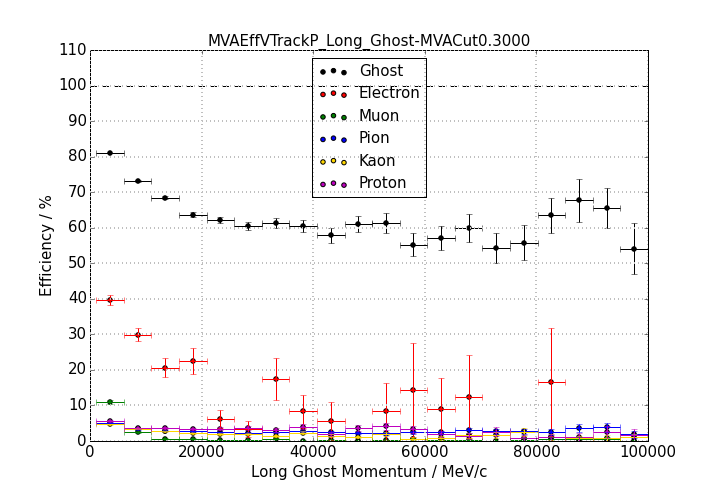 MVAEffVTrackP_Long_Ghost-MVACut0.3000
110
100
90
80
70
60
50
40
30
20
10
0
Efficiency / %
Ghost
Electron
Muon
Pion
Kaon
Proton
0 20000 40000 60000 80000 100000
Long Ghost Momentum / MeV/c